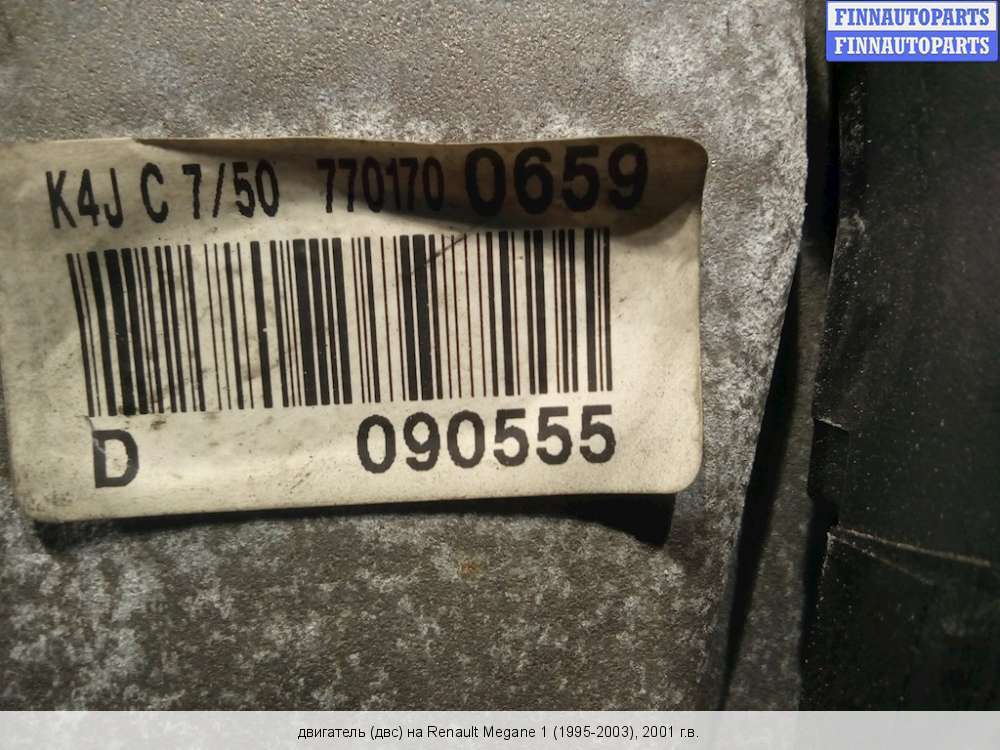 FINNAUTOPARTS
FINNAUTOPARTS
K4J C 7/50 770170 0659
D 090555
двигатель (двс) на Renault Megane 1 (1995-2003), 2001 г.в.